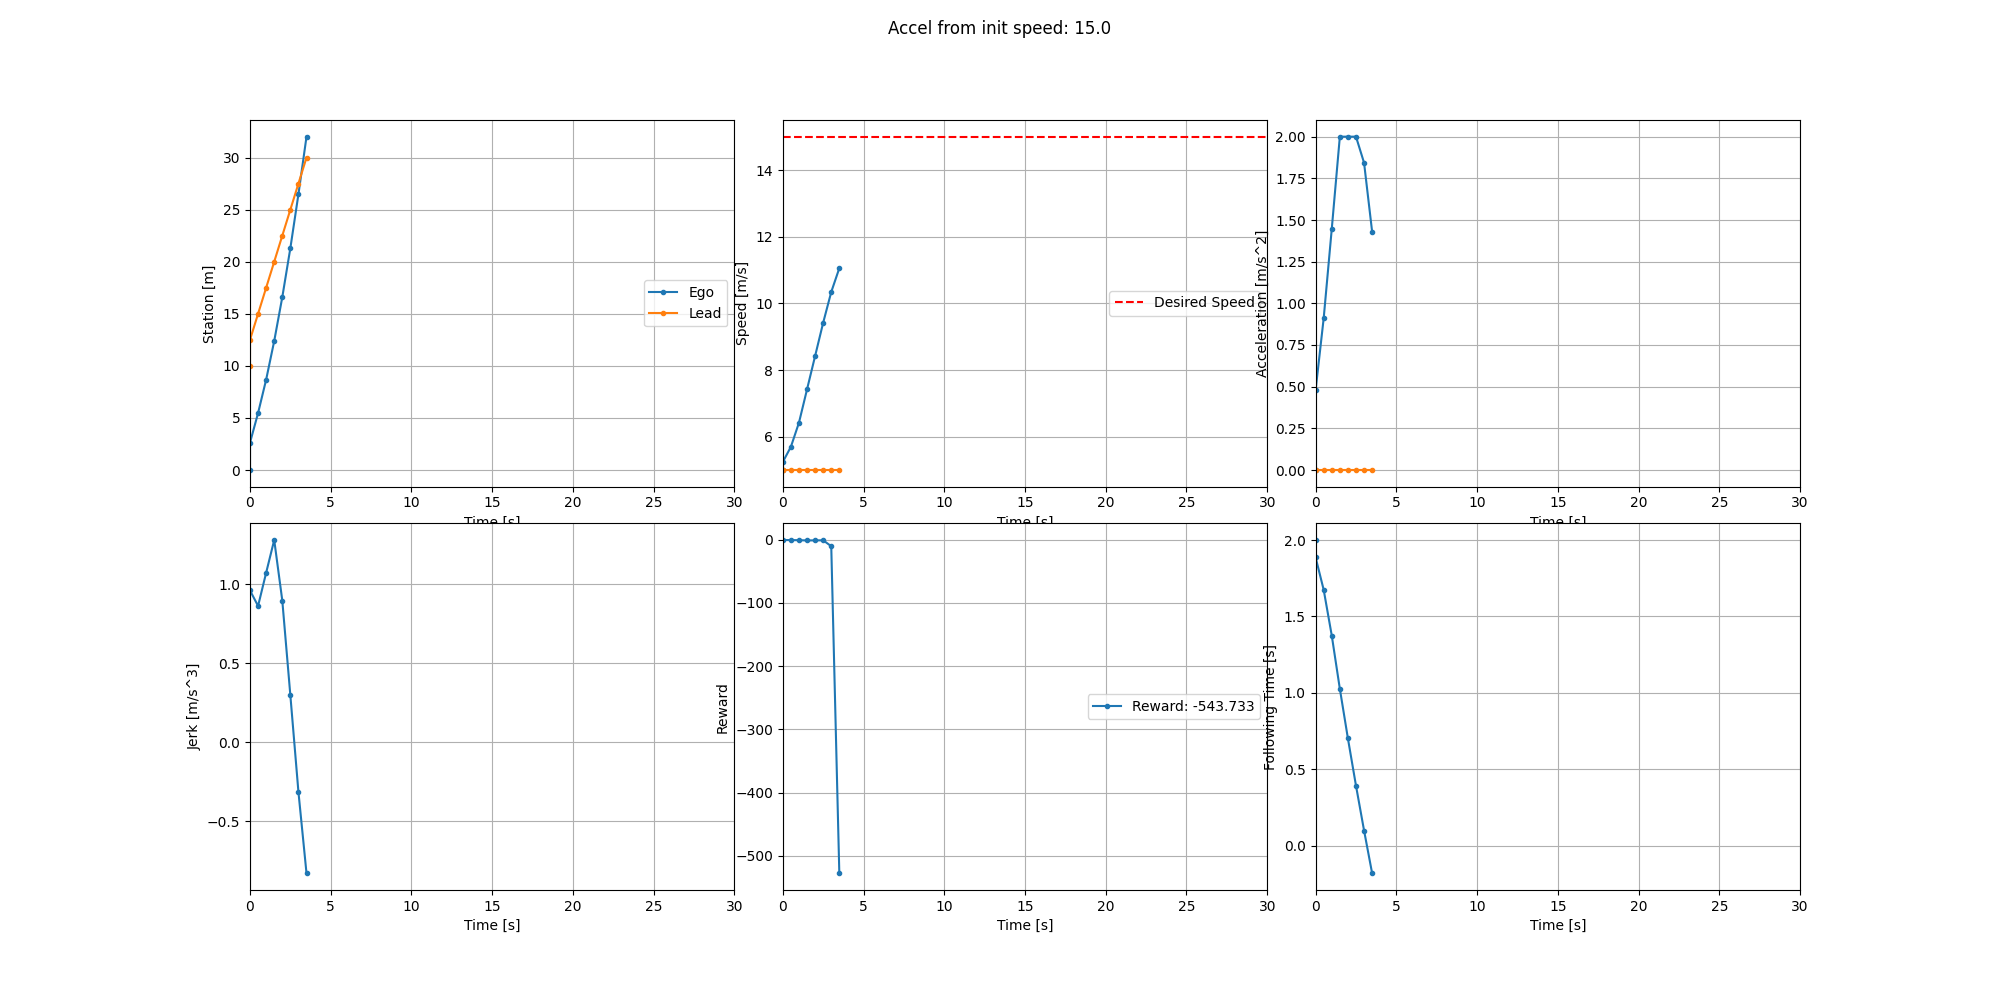 Accel from init speed: 15.0
Station [m]
30
25
20
15
10
5
0
Ego
Lead
0 5 10 15 20 25 30
Time [s]
Speed [m/s]
14
12
10
8
6
Desired Speed
0 5 10 15 20 25 30
Time [s]
Acceleration [m/s^2]
2.00
1.75
1.50
1.25
1.00
0.75
0.50
0.25
0.00
0 5 10 15 20 25 30
Time [s]
Jerk [m/s^3]
1.0
0.5
0.0
−0.5
0 5 10 15 20 25 30
Time [s]
Reward
0
−100
−200
−300
−400
−500
Reward: -543.733
0 5 10 15 20 25 30
Time [s]
Following Time [s]
2.0
1.5
1.0
0.5
0.0
0 5 10 15 20 25 30
Time [s]